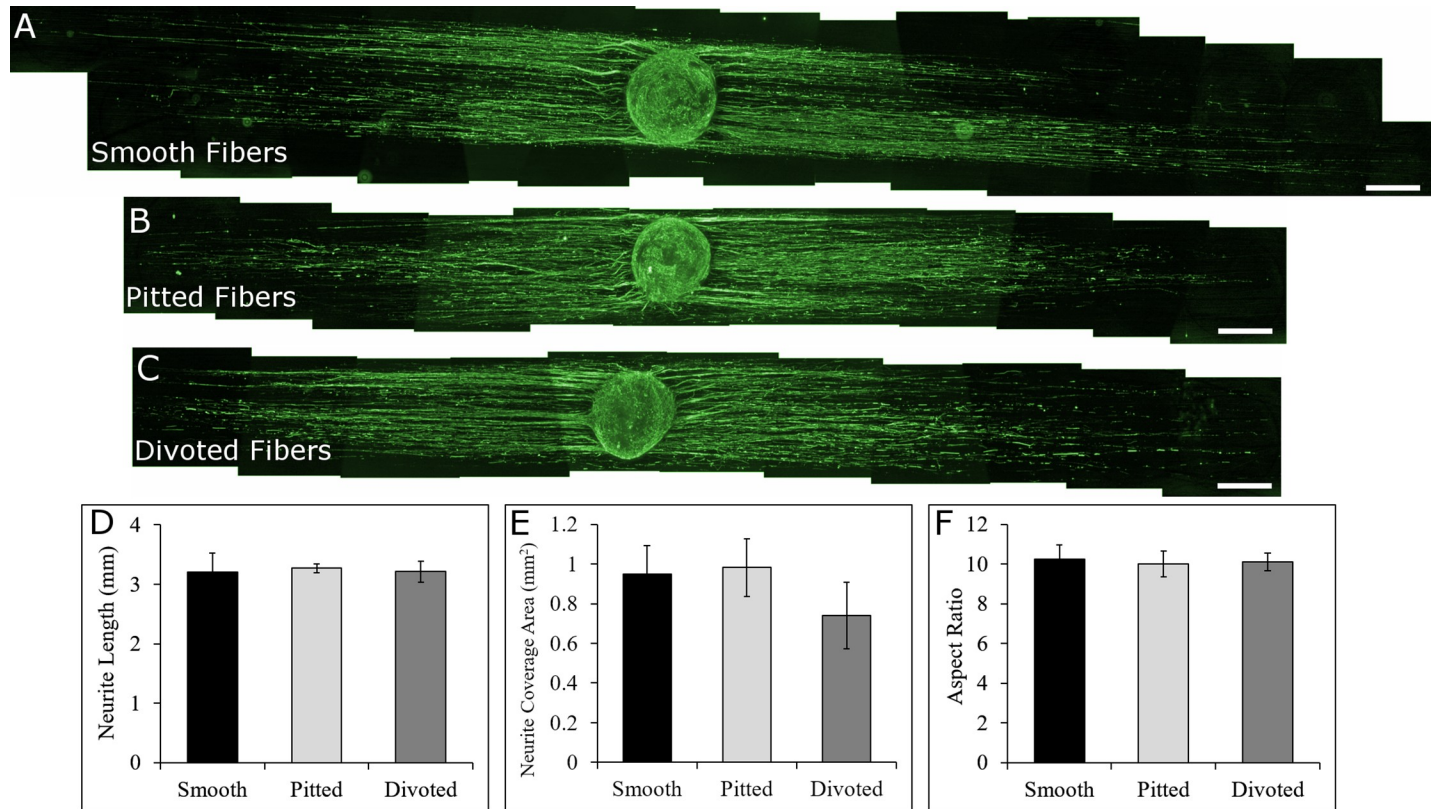 A
Smooth Fibers
B
Pitted Fibers
C
Divoted Fibers
D
Neurite Length (mm)
4
3
2
1
0
Smooth Pitted Divoted
E
Neurite Coverage Area (mm²)
1.2
1
0.8
0.6
0.4
0.2
0
Smooth Pitted Divoted
F
Aspect Ratio
12
10
8
6
4
2
0
Smooth Pitted Divoted